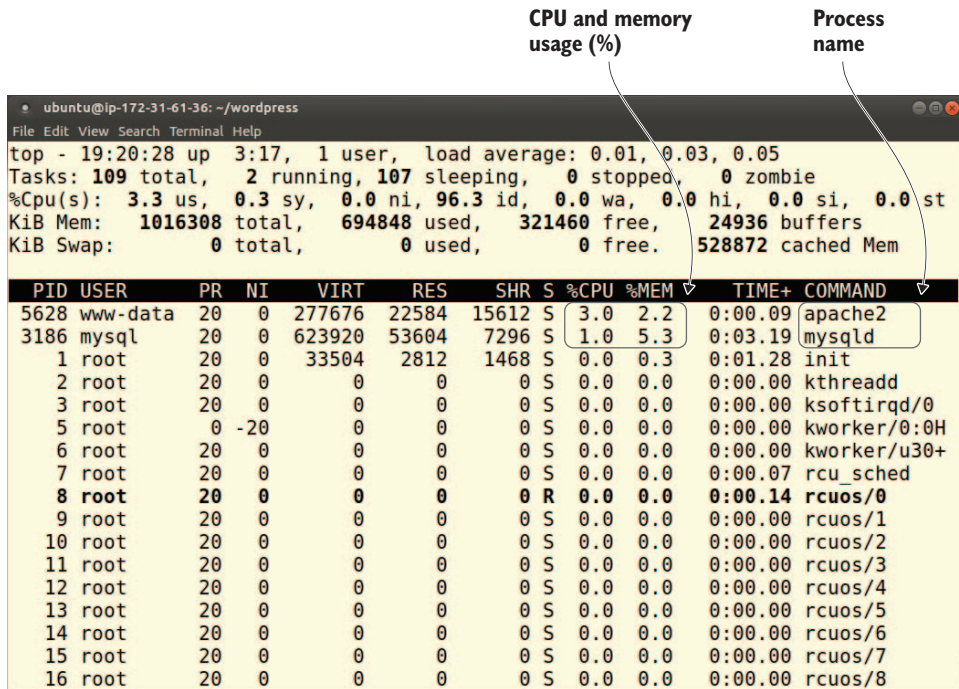 CPU and memory usage (%)
Process name
ubuntu@ip-172-31-61-36: ~/wordpress
File Edit View Search Terminal Help
top - 19:20:28 up  3:17,  1 user,  load average: 0.01, 0.03, 0.05
Tasks: 109 total,   2 running, 107 sleeping,   0 stopped,   0 zombie
%Cpu(s):  3.3 us,  0.3 sy,  0.0 ni, 96.3 id,  0.0 wa,  0.0 hi,  0.0 si,  0.0 st
KiB Mem:   1016308 total,   694848 used,   321460 free,    24936 buffers
KiB Swap:        0 total,        0 used,        0 free.   528872 cached Mem
PID USER      PR  NI    VIRT    RES    SHR S %CPU %MEM     TIME+ COMMAND
5628 www-data  20   0  277676  22584  15612 S  3.0  2.2   0:00.09 apache2
3186 mysql     20   0  623920  53604   7296 S  1.0  5.3   0:03.19 mysqld
1 root      20   0   33504   2812   1468 S  0.0  0.3   0:01.28 init
2 root      20   0       0      0      0 S  0.0  0.0   0:00.00 kthreadd
3 root      20   0       0      0      0 S  0.0  0.0   0:00.00 ksoftirqd/0
5 root       0 -20       0      0      0 S  0.0  0.0   0:00.00 kworker/0:0H
6 root      20   0       0      0      0 S  0.0  0.0   0:00.00 kworker/u30+
7 root      20   0       0      0      0 S  0.0  0.0   0:00.07 rcu_sched
8 root      20   0       0      0      0 R  0.0  0.0   0:00.14 rcuos/0
9 root      20   0       0      0      0 S  0.0  0.0   0:00.00 rcuos/1
10 root      20   0       0      0      0 S  0.0  0.0   0:00.00 rcuos/2
11 root      20   0       0      0      0 S  0.0  0.0   0:00.00 rcuos/3
12 root      20   0       0      0      0 S  0.0  0.0   0:00.00 rcuos/4
13 root      20   0       0      0      0 S  0.0  0.0   0:00.00 rcuos/5
14 root      20   0       0      0      0 S  0.0  0.0   0:00.00 rcuos/6
15 root      20   0       0      0      0 S  0.0  0.0   0:00.00 rcuos/7
16 root      20   0       0      0      0 S  0.0  0.0   0:00.00 rcuos/8